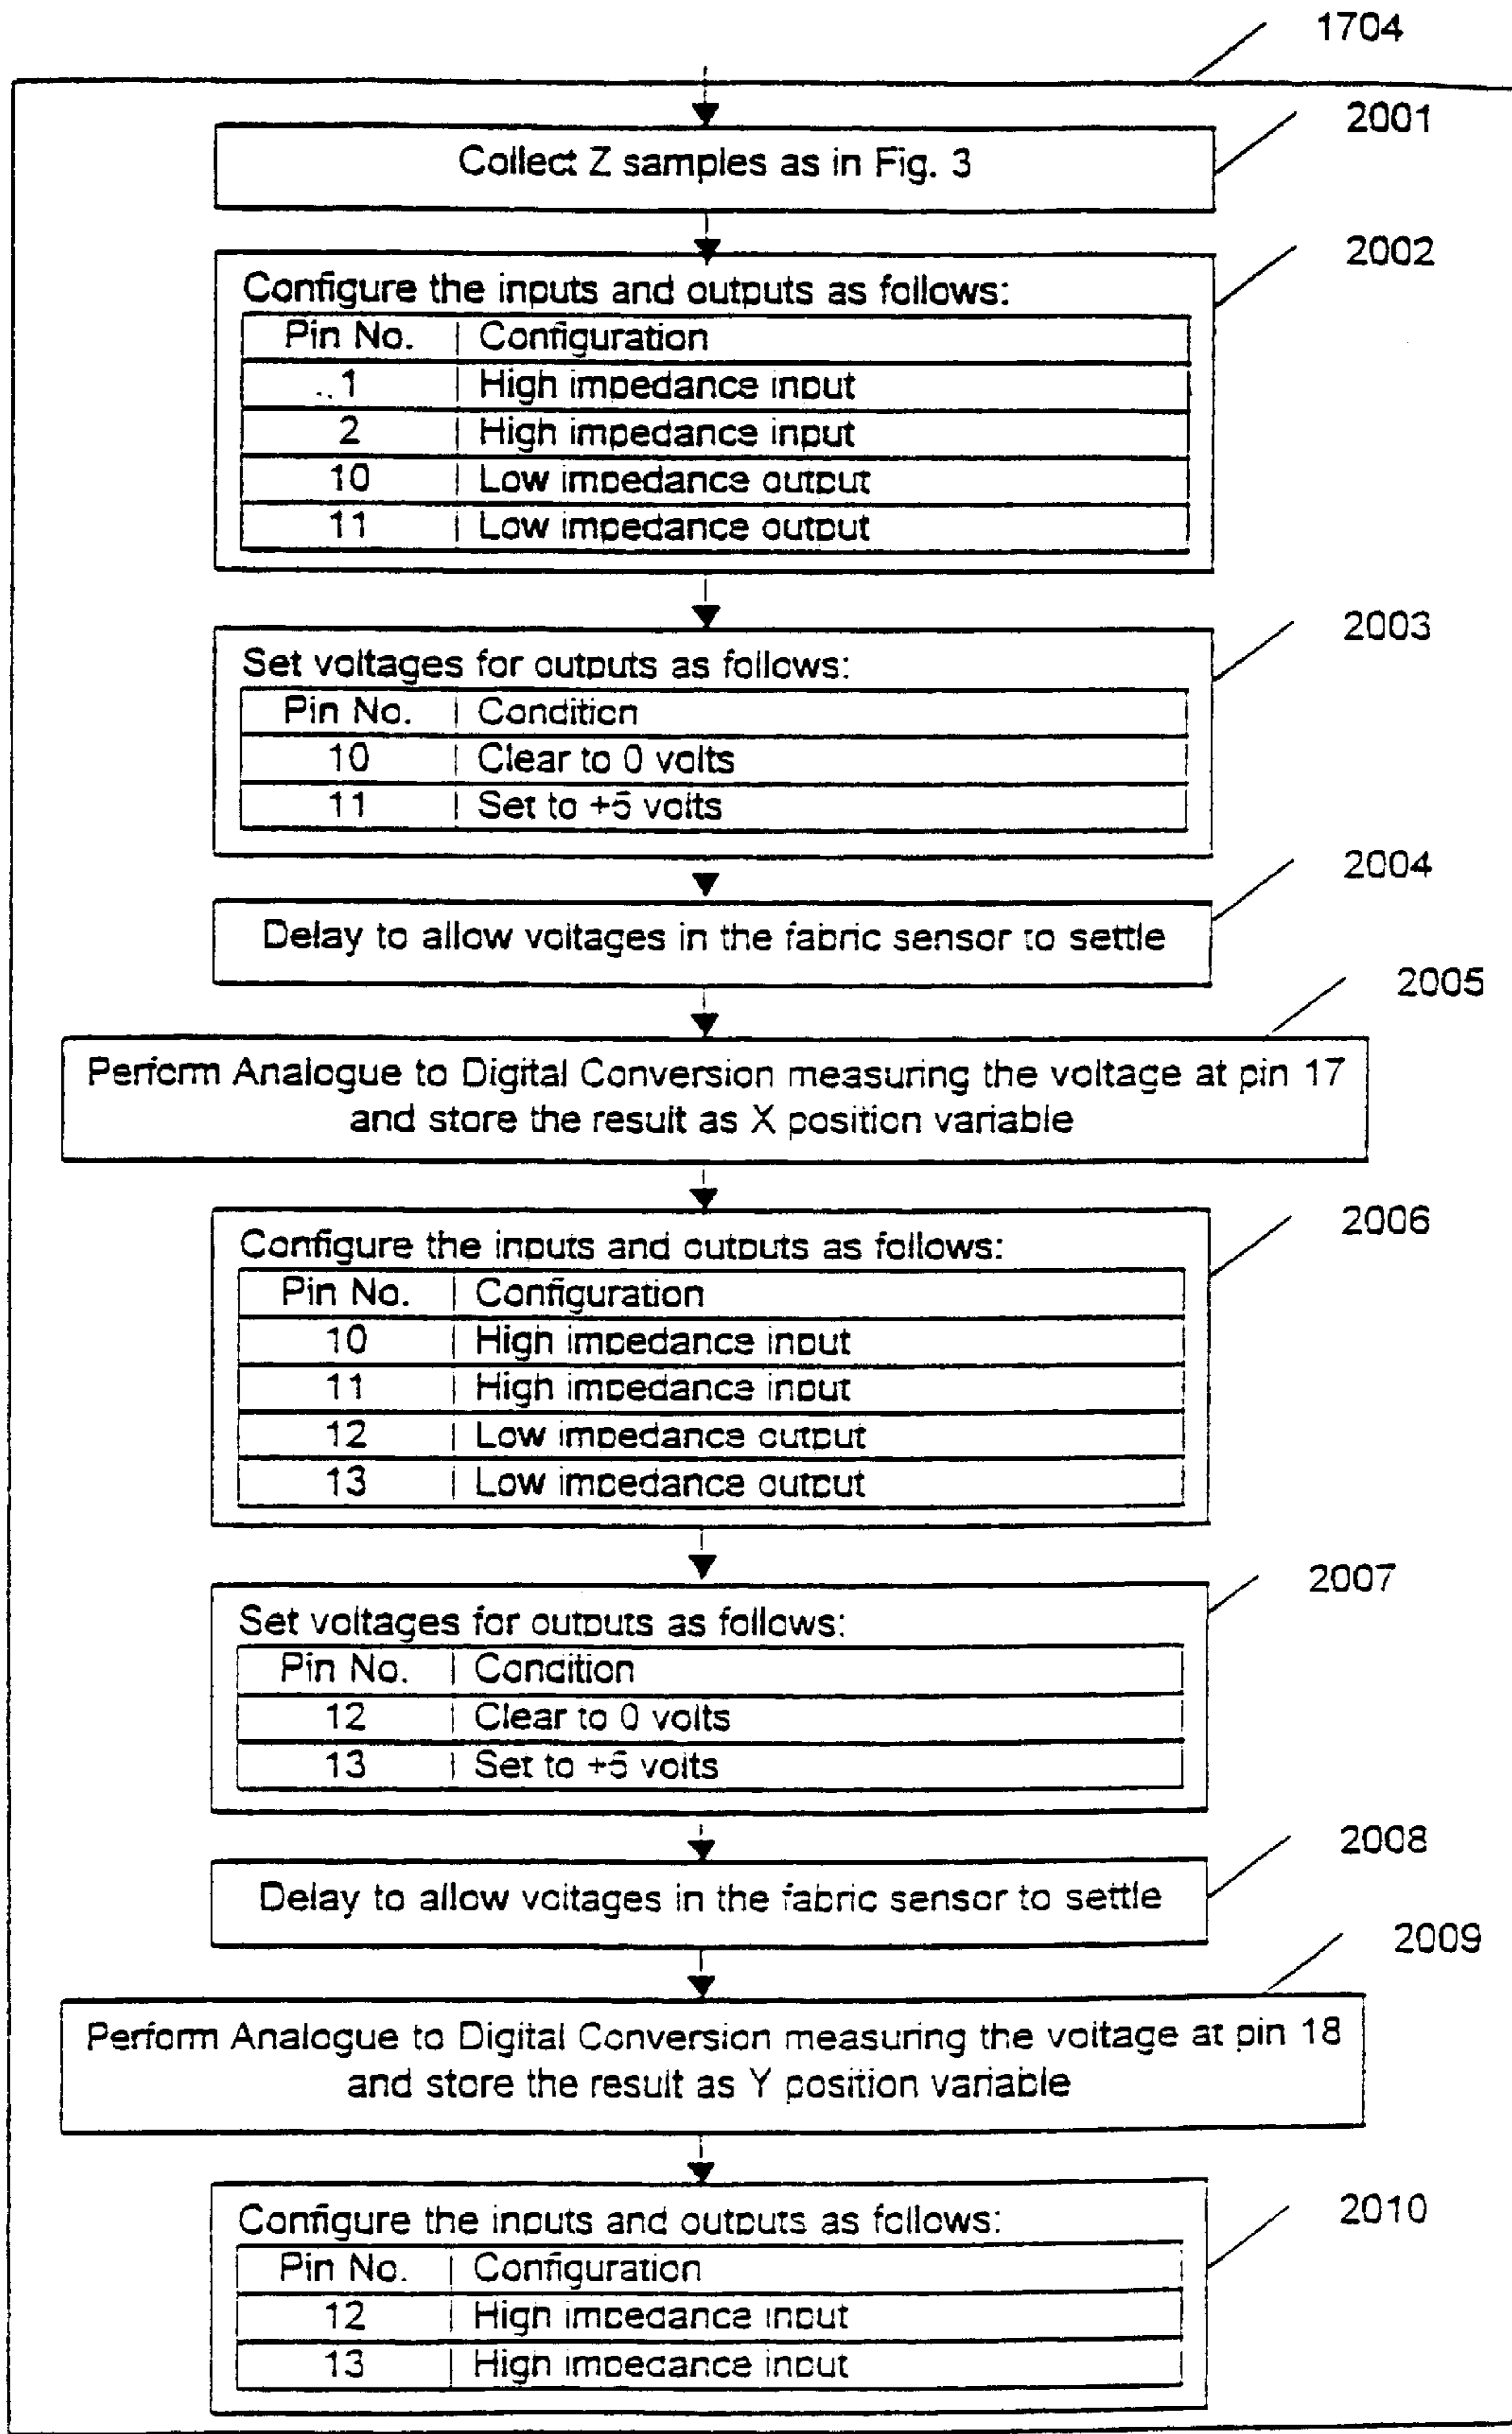 1704
2001
Collect Z samples as in Fig. 3
2002
Configure the inputs and outputs as follows:
Pin No. | Configuration
1 | High impedance input
2 | High impedance input
10 | Low impedance output
11 | Low impedance output
2003
Set voltages for outputs as follows:
Pin No. | Condition
10 | Clear to 0 volts
11 | Set to +5 volts
2004
Delay to allow voltages in the fabric sensor to settle
2005
Perform Analogue to Digital Conversion measuring the voltage at pin 17
and store the result as X position variable
2006
Configure the inputs and outputs as follows:
Pin No. | Configuration
10 | High impedance input
11 | High impedance input
12 | Low impedance output
13 | Low impedance output
2007
Set voltages for outputs as follows:
Pin No. | Condition
12 | Clear to 0 volts
13 | Set to +5 volts
2008
Delay to allow voltages in the fabric sensor to settle
2009
Perform Analogue to Digital Conversion measuring the voltage at pin 18
and store the result as Y position variable
2010
Configure the inputs and outputs as follows:
Pin No. | Configuration
12 | High impedance input
13 | High impedance input